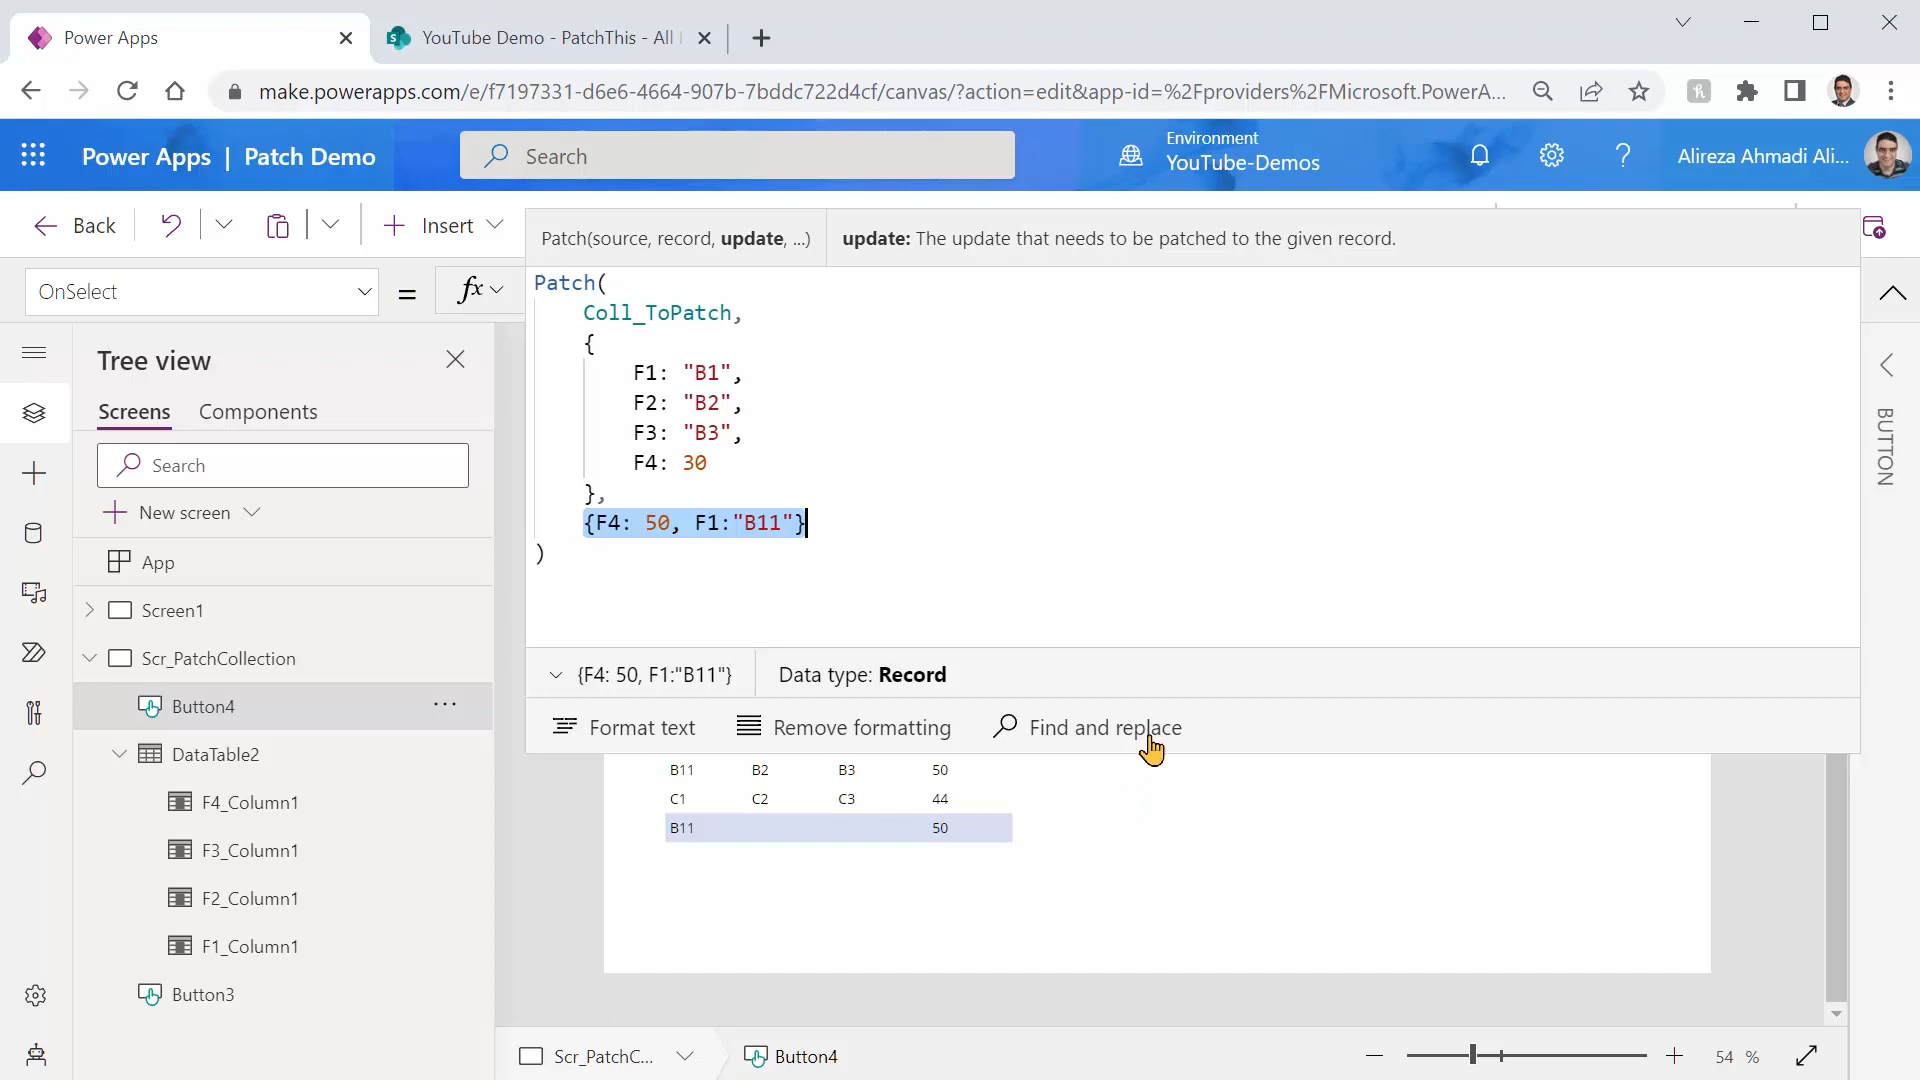 Power Apps
YouTube Demo - PatchThis - All
make.powerapps.com/e/f7197331-d6e6-4664-907b-7bddc722d4cf/canvas/?action=edit&app-id=%2Fproviders%2FMicrosoft.PowerA...
Power Apps | Patch Demo
Search
Environment
YouTube-Demos
Alireza Ahmadi Ali...
Back
Insert
Patch(source, record, update, ...)
update: The update that needs to be patched to the given record.
OnSelect
=
fx
Patch(
Coll_ToPatch,
{
F1: "B1",
F2: "B2",
F3: "B3",
F4: 30
},
{F4: 50, F1:"B11"}
)
{F4: 50, F1:"B11"}
Data type: Record
Format text
Remove formatting
Find and replace
Tree view
Screens
Components
Search
New screen
App
Screen1
Scr_PatchCollection
Button4
...
DataTable2
F4_Column1
F3_Column1
F2_Column1
F1_Column1
Button3
B11 B2 B3 50
C1 C2 C3 44
B11 50
BUTTON
Scr_PatchC...
Button4
54 %